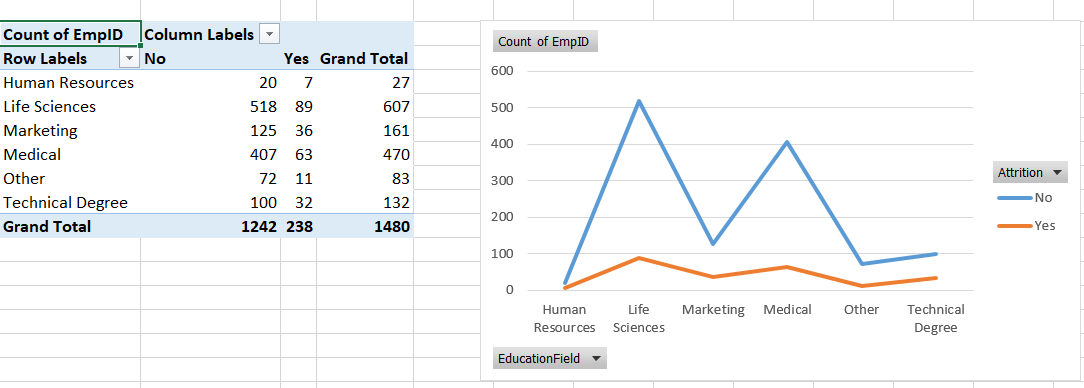 Count of EmpID Column Labels
Row Labels No Yes Grand Total
Human Resources 20 7 27
Life Sciences 518 89 607
Marketing 125 36 161
Medical 407 63 470
Other 72 11 83
Technical Degree 100 32 132
Grand Total 1242 238 1480
Count of EmpID
600
500
400
300
200
100
0
Human Resources
Life Sciences
Marketing
Medical
Other
Technical Degree
Attrition
No
Yes
EducationField